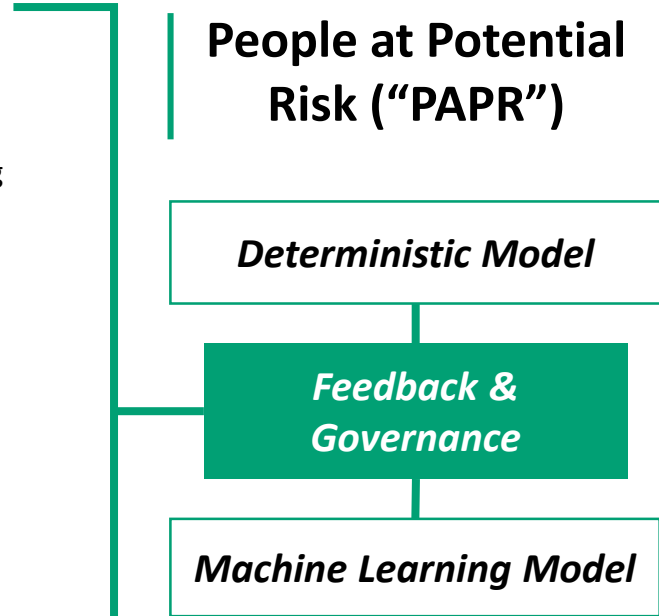 People at Potential
Risk (“PAPR”)
g
Deterministic Model
Feedback &
Governance
Machine Learning Model